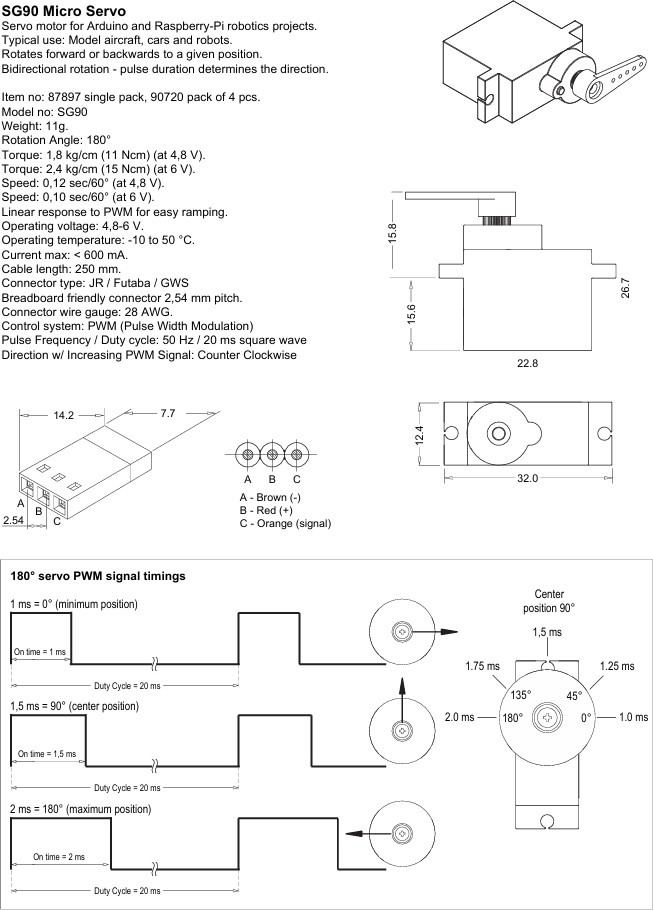 SG90 Micro Servo
Servo motor for Arduino and Raspberry-Pi robotics projects.
Typical use: Model aircraft, cars and robots.
Rotates forward or backwards to a given position.
Bidirectional rotation - pulse duration determines the direction.
Item no: 87897 single pack, 90720 pack of 4 pcs.
Model no: SG90
Weight: 11g.
Rotation Angle: 180°
Torque: 1,8 kg/cm (11 Ncm) (at 4,8 V).
Torque: 2,4 kg/cm (15 Ncm) (at 6 V).
Speed: 0,12 sec/60° (at 4,8 V).
Speed: 0,10 sec/60° (at 6 V).
Linear response to PWM for easy ramping.
Operating voltage: 4,8-6 V.
Operating temperature: -10 to 50 °C.
Current max: < 600 mA.
Cable length: 250 mm.
Connector type: JR / Futaba / GWS
Breadboard friendly connector 2,54 mm pitch.
Connector wire gauge: 28 AWG.
Control system: PWM (Pulse Width Modulation)
Pulse Frequency / Duty cycle: 50 Hz / 20 ms square wave
Direction w/ Increasing PWM Signal: Counter Clockwise
15.8
15.6
26.7
22.8
14.2
7.7
A
B
C
2.54
A B C
A - Brown (-)
B - Red (+)
C - Orange (signal)
12.4
32.0
180° servo PWM signal timings
1 ms = 0° (minimum position)
On time = 1 ms
Duty Cycle = 20 ms
1,5 ms = 90° (center position)
On time = 1,5 ms
Duty Cycle = 20 ms
2 ms = 180° (maximum position)
On time = 2 ms
Duty Cycle = 20 ms
Center
position 90°
1,5 ms
1.75 ms
1.25 ms
135°
45°
2.0 ms
180°
0°
1.0 ms